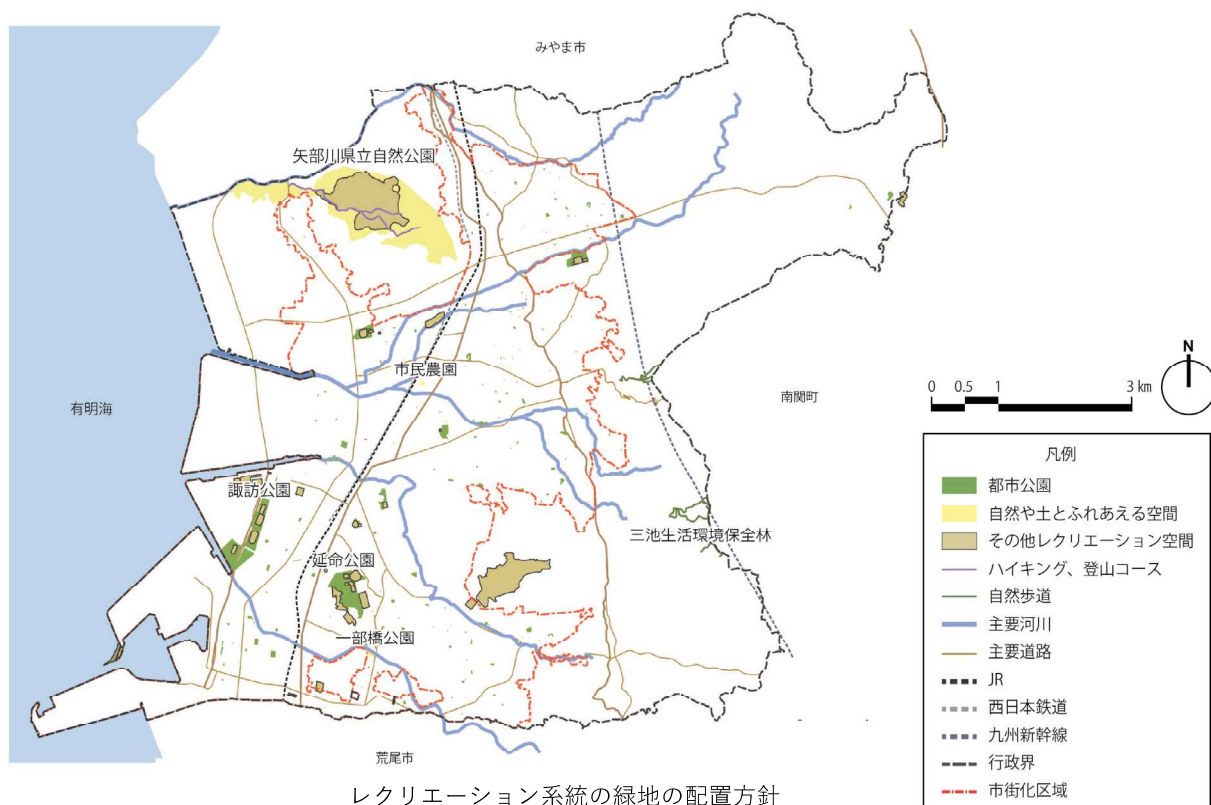 みやま市
矢部川県立自然公園
市民農園
有明海
南関町
諏訪公園
三池生活環境保全林
延命公園
一部橋公園
荒尾市
レクリエーション系統の緑地の配置方針
N
0 0.5 1 3 km
凡例
都市公園
自然や土とふれあえる空間
その他レクリエーション空間
ハイキング、登山コース
自然歩道
主要河川
主要道路
JR
西日本鉄道
九州新幹線
行政界
市街化区域